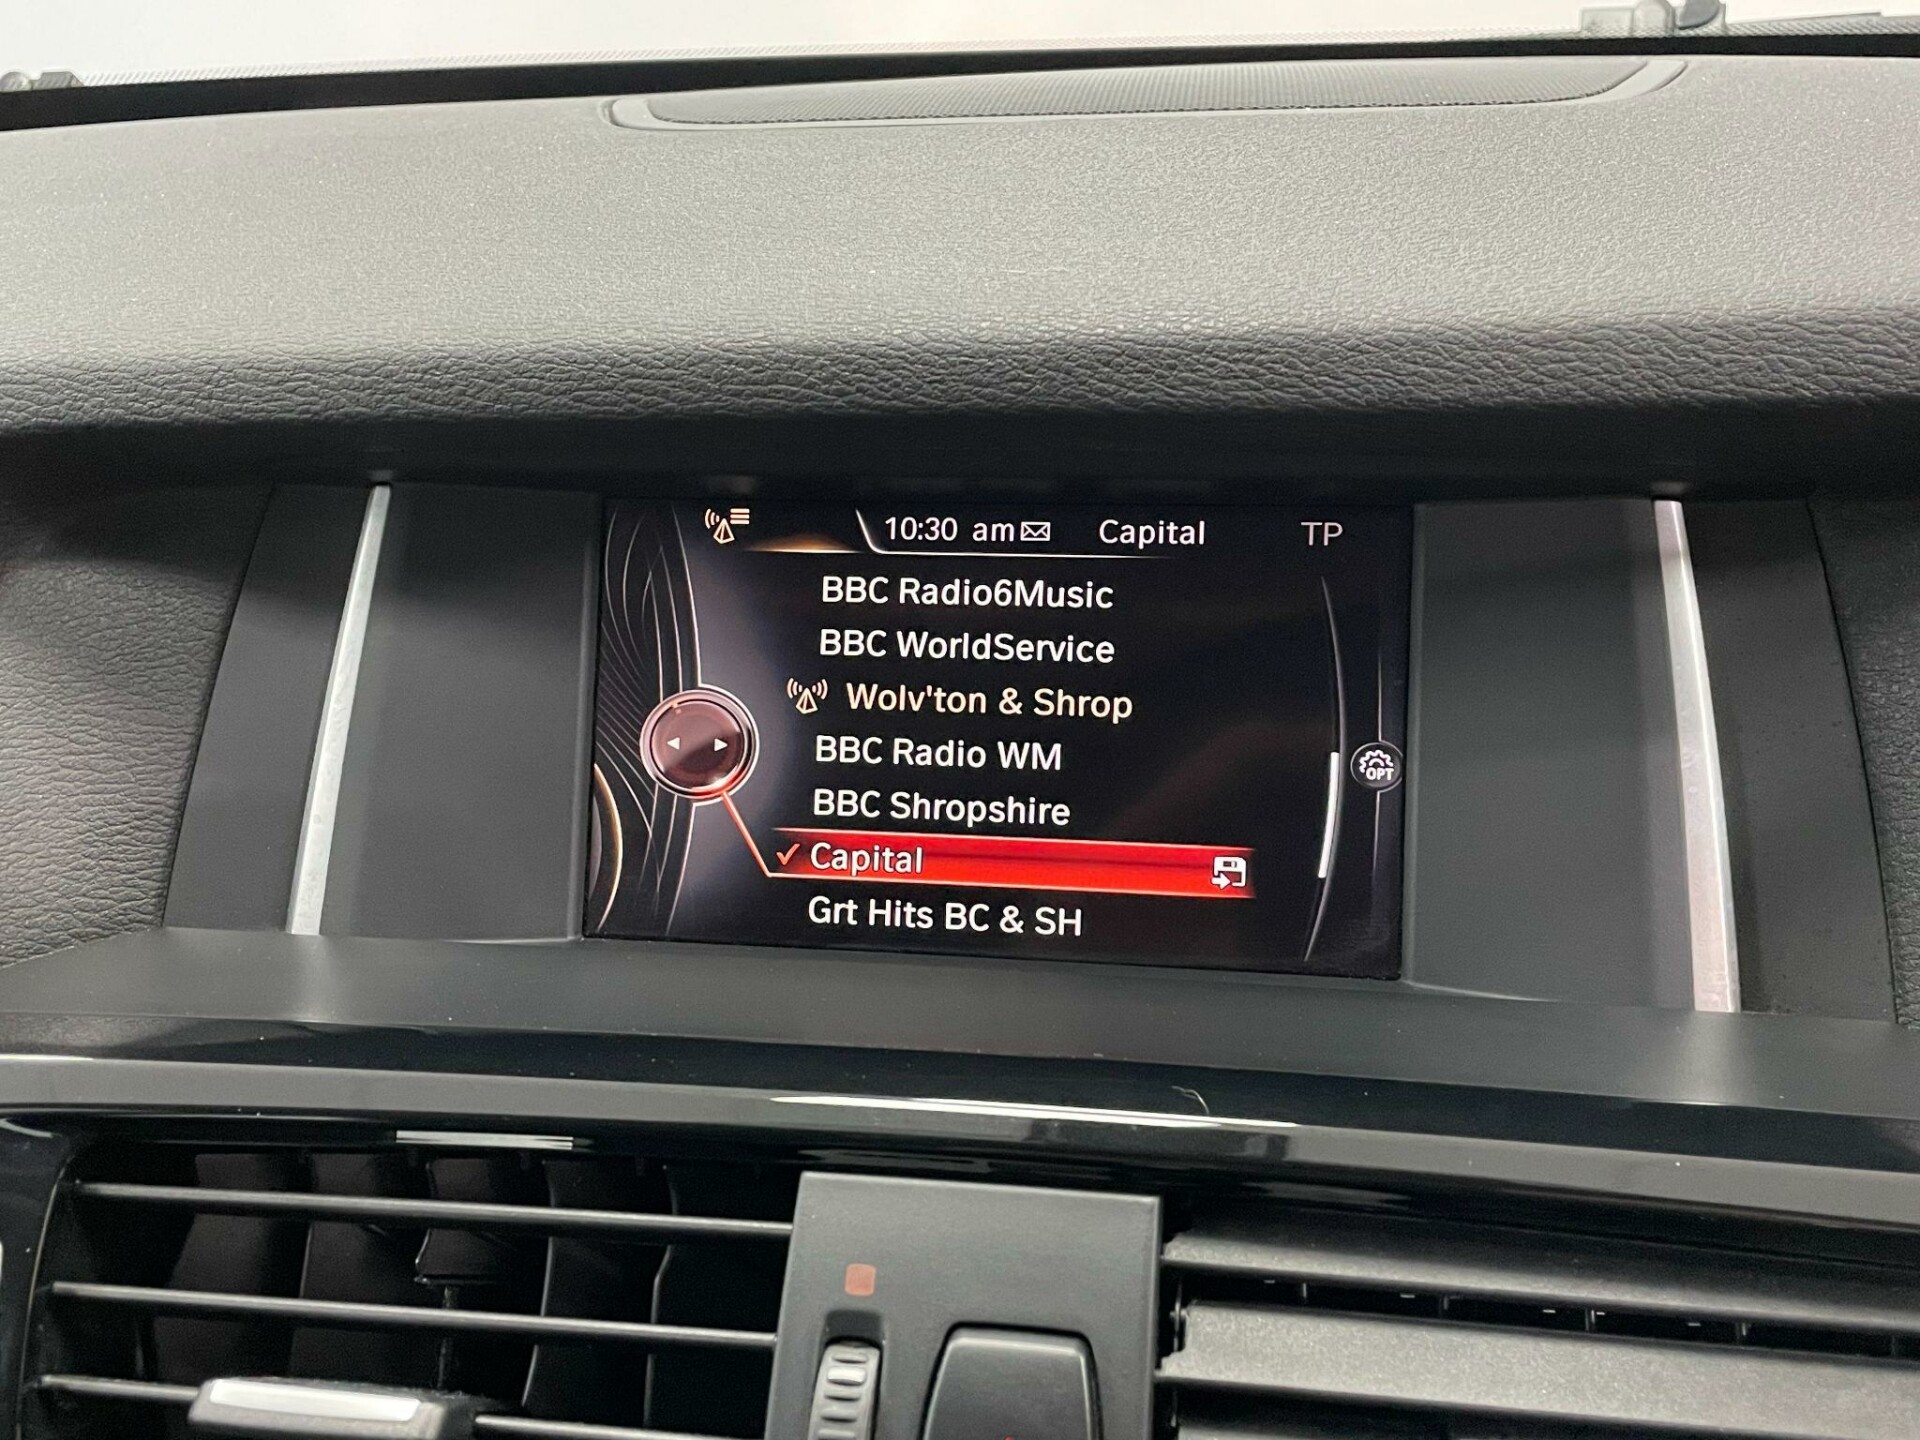 10:30 am Capital TP
BBC Radio6Music
BBC WorldService
Wolv'ton & Shrop
BBC Radio WM
BBC Shropshire
Capital
Grt Hits BC & SH
OPT